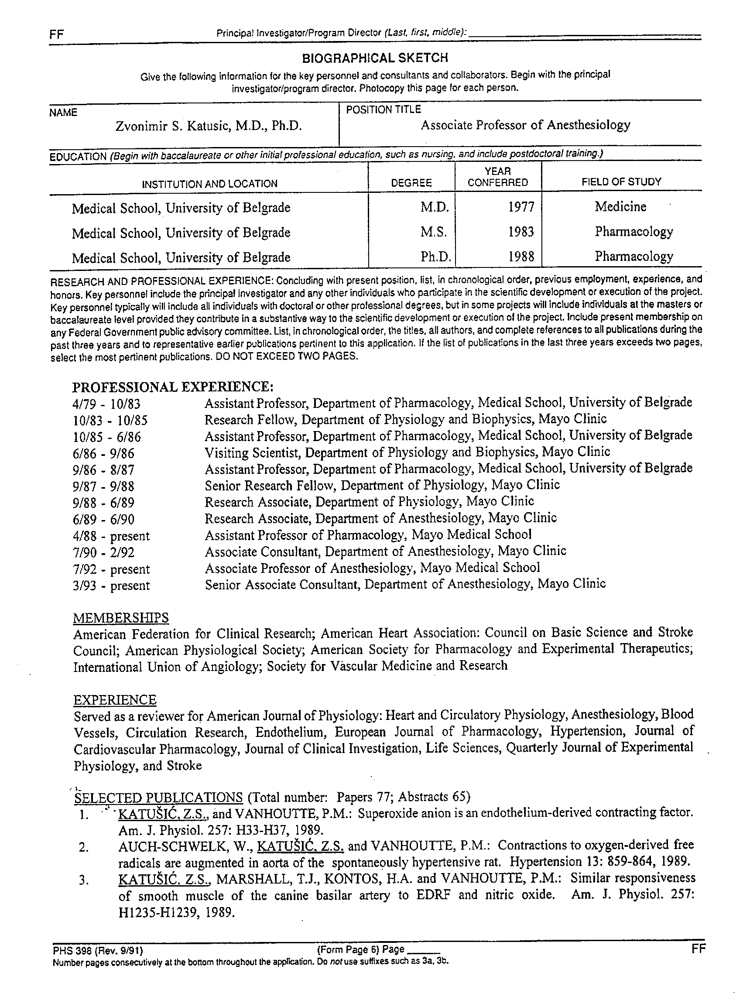 FF
Principal Investigator/Program Director (Last, first, middle):
BIOGRAPHICAL SKETCH
Give the following information for the key personnel and consultants and collaborators. Begin with the principal
investigator/program director. Photocopy this page for each person.
NAME
POSITION TITLE
Zvonimir S. Katusic, M.D., Ph.D.
Associate Professor of Anesthesiology
EDUCATION (Begin with baccalaureate or other initial professional education, such as nursing, and include postdoctoral training.)
INSTITUTION AND LOCATION DEGREE YEAR CONFERRED FIELD OF STUDY
Medical School, University of Belgrade M.D. 1977 Medicine
Medical School, University of Belgrade M.S. 1983 Pharmacology
Medical School, University of Belgrade Ph.D. 1988 Pharmacology
RESEARCH AND PROFESSIONAL EXPERIENCE: Concluding with present position, list, in chronological order, previous employment, experience, and
honors. Key personnel include the principal investigator and any other individuals who participate in the scientific development or execution of the project.
Key personnel typically will include all individuals with doctoral or other professional degrees, but in some projects will include individuals at the masters or
baccalaureate level provided they contribute in a substantive way to the scientific development or execution of the project. Include present membership on
any Federal Government public advisory committee. List, in chronological order, the titles, all authors, and complete references to all publications during the
past three years and to representative earlier publications pertinent to this application. If the list of publications in the last three years exceeds two pages,
select the most pertinent publications. DO NOT EXCEED TWO PAGES.
PROFESSIONAL EXPERIENCE:
4/79 - 10/83 Assistant Professor, Department of Pharmacology, Medical School, University of Belgrade
10/83 - 10/85 Research Fellow, Department of Physiology and Biophysics, Mayo Clinic
10/85 - 6/86 Assistant Professor, Department of Pharmacology, Medical School, University of Belgrade
6/86 - 9/86 Visiting Scientist, Department of Physiology and Biophysics, Mayo Clinic
9/86 - 8/87 Assistant Professor, Department of Pharmacology, Medical School, University of Belgrade
9/87 - 9/88 Senior Research Fellow, Department of Physiology, Mayo Clinic
9/88 - 6/89 Research Associate, Department of Physiology, Mayo Clinic
6/89 - 6/90 Research Associate, Department of Anesthesiology, Mayo Clinic
4/88 - present Assistant Professor of Pharmacology, Mayo Medical School
7/90 - 2/92 Associate Consultant, Department of Anesthesiology, Mayo Clinic
7/92 - present Associate Professor of Anesthesiology, Mayo Medical School
3/93 - present Senior Associate Consultant, Department of Anesthesiology, Mayo Clinic
MEMBERSHIPS
American Federation for Clinical Research; American Heart Association: Council on Basic Science and Stroke
Council; American Physiological Society; American Society for Pharmacology and Experimental Therapeutics;
International Union of Angiology; Society for Vascular Medicine and Research
EXPERIENCE
Served as a reviewer for American Journal of Physiology: Heart and Circulatory Physiology, Anesthesiology, Blood
Vessels, Circulation Research, Endothelium, European Journal of Pharmacology, Hypertension, Journal of
Cardiovascular Pharmacology, Journal of Clinical Investigation, Life Sciences, Quarterly Journal of Experimental
Physiology, and Stroke
SELECTED PUBLICATIONS (Total number: Papers 77; Abstracts 65)
1. KATUŠIĆ, Z.S., and VANHOUTTE, P.M.: Superoxide anion is an endothelium-derived contracting factor.
Am. J. Physiol. 257: H33-H37, 1989.
2. AUCH-SCHWELK, W., KATUŠIĆ, Z.S. and VANHOUTTE, P.M.: Contractions to oxygen-derived free
radicals are augmented in aorta of the spontaneously hypertensive rat. Hypertension 13: 859-864, 1989.
3. KATUŠIĆ, Z.S., MARSHALL, T.J., KONTOS, H.A. and VANHOUTTE, P.M.: Similar responsiveness
of smooth muscle of the canine basilar artery to EDRF and nitric oxide. Am. J. Physiol. 257:
H1235-H1239, 1989.
PHS 398 (Rev. 9/91) (Form Page 6) Page FF
Number pages consecutively at the bottom throughout the application. Do not use suffixes such as 3a, 3b.